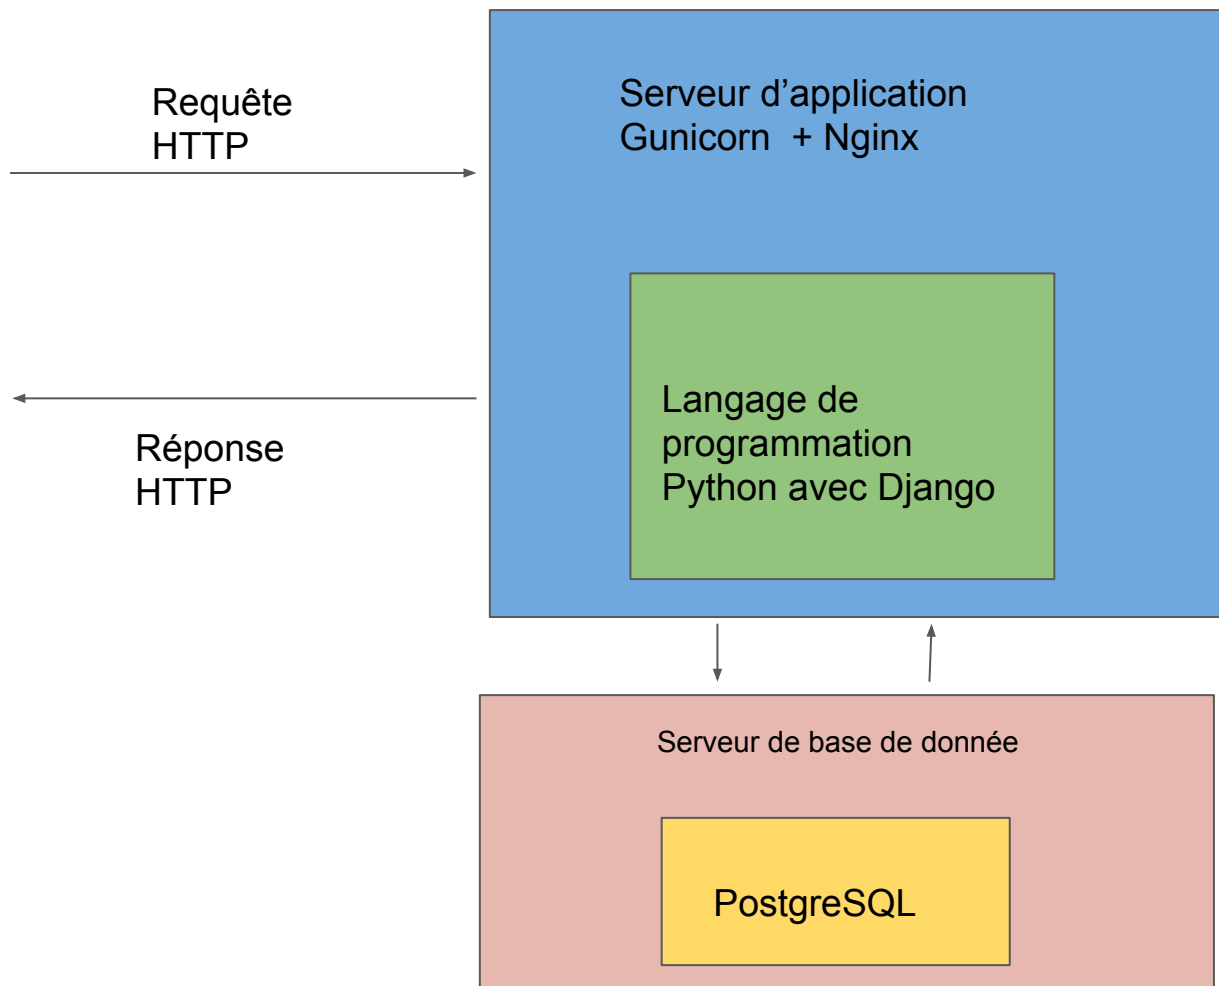 Requête
HTTP
Serveur d’application
Gunicorn  + Nginx
Réponse
HTTP
Langage de
programmation
Python avec Django
Serveur de base de donnée
PostgreSQL